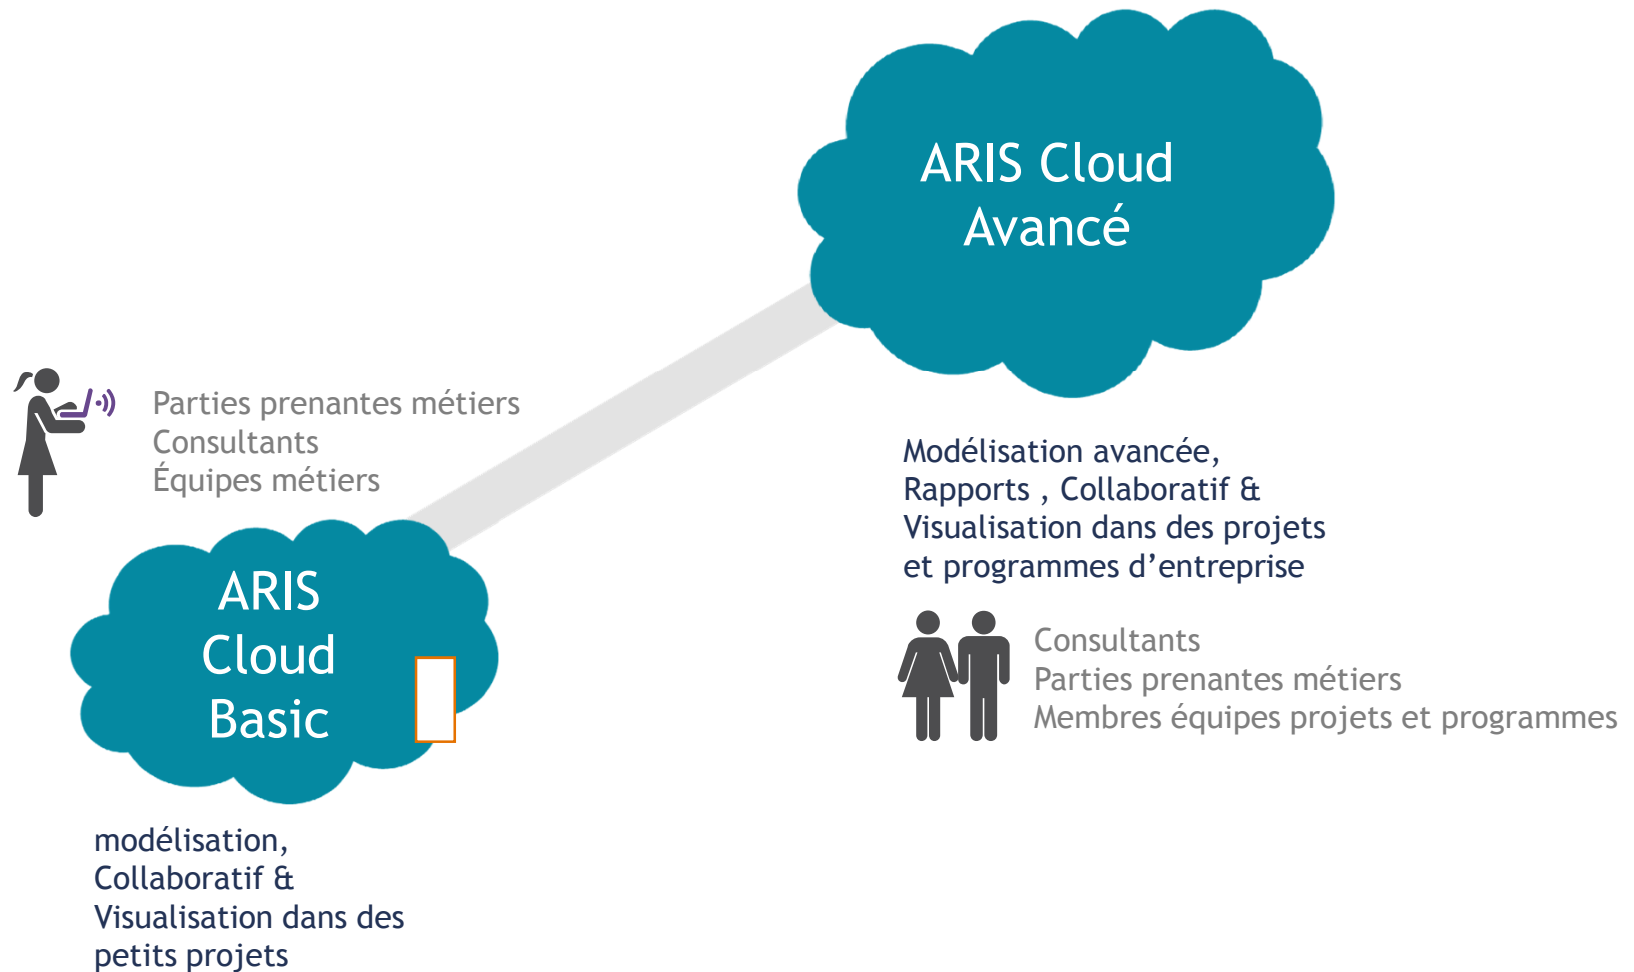 ARIS Cloud
Avancé
Parties prenantes métiers
Consultants
Équipes métiers
Modélisation avancée,
Rapports , Collaboratif &
Visualisation dans des projets
et programmes d’entreprise
ARIS
Cloud
Basic
Consultants
Parties prenantes métiers
Membres équipes projets et programmes
modélisation,
Collaboratif &
Visualisation dans des
petits projets